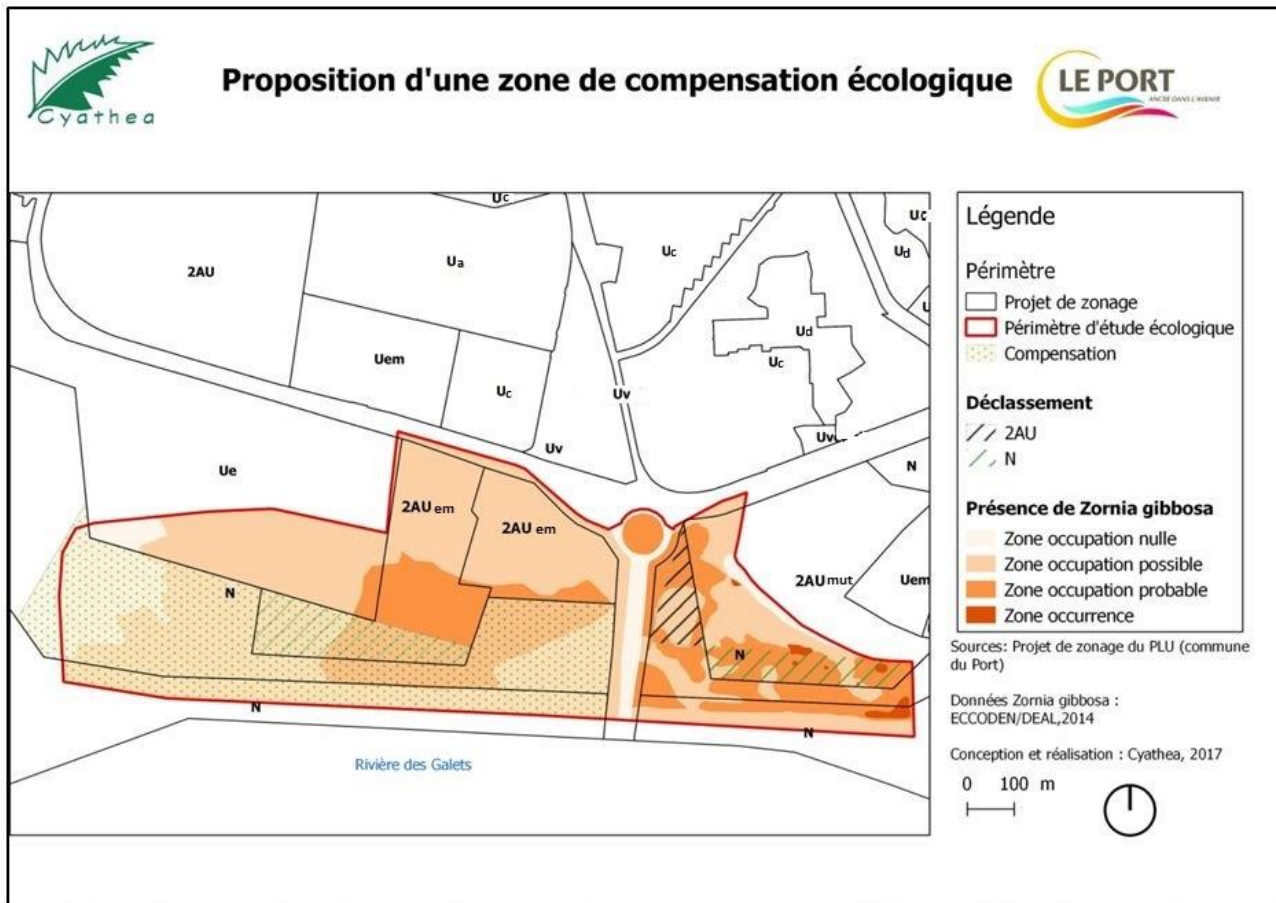 Cyathea
Proposition d'une zone de compensation écologique
LE PORT
ANCRE DANS L'AVENIR
Uc
Uc
Uc
2AU
Ua
Ud
U
Uem
Ud
Uc
Uc
Uv
Uv
Uv
N
Ue
2AU em
2AU em
2AU mut
Uem
N
N
N
N
Rivière des Galets
Légende
Périmètre
Projet de zonage
Périmètre d'étude écologique
Compensation
Déclassement
2AU
N
Présence de Zornia gibbosa
Zone occupation nulle
Zone occupation possible
Zone occupation probable
Zone occurrence
Sources: Projet de zonage du PLU (commune
du Port)
Données Zornia gibbosa :
ECCODEN/DEAL,2014
Conception et réalisation : Cyathea, 2017
0 100 m